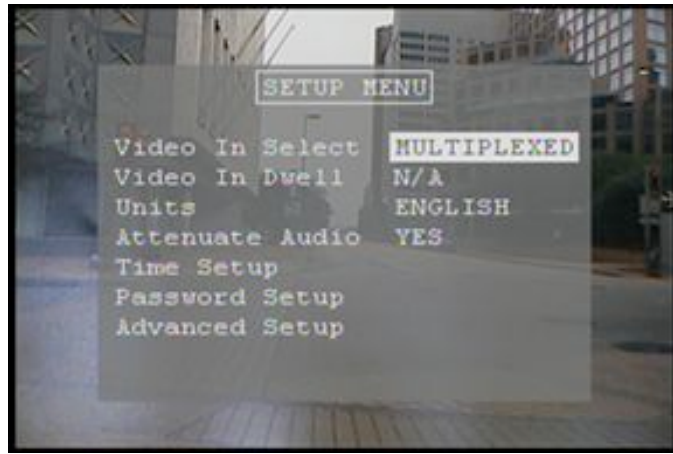 SETUP MENU
Video In Select MULTIPLEXED
Video In Dwell N/A
Units ENGLISH
Attenuate Audio YES
Time Setup
Password Setup
Advanced Setup